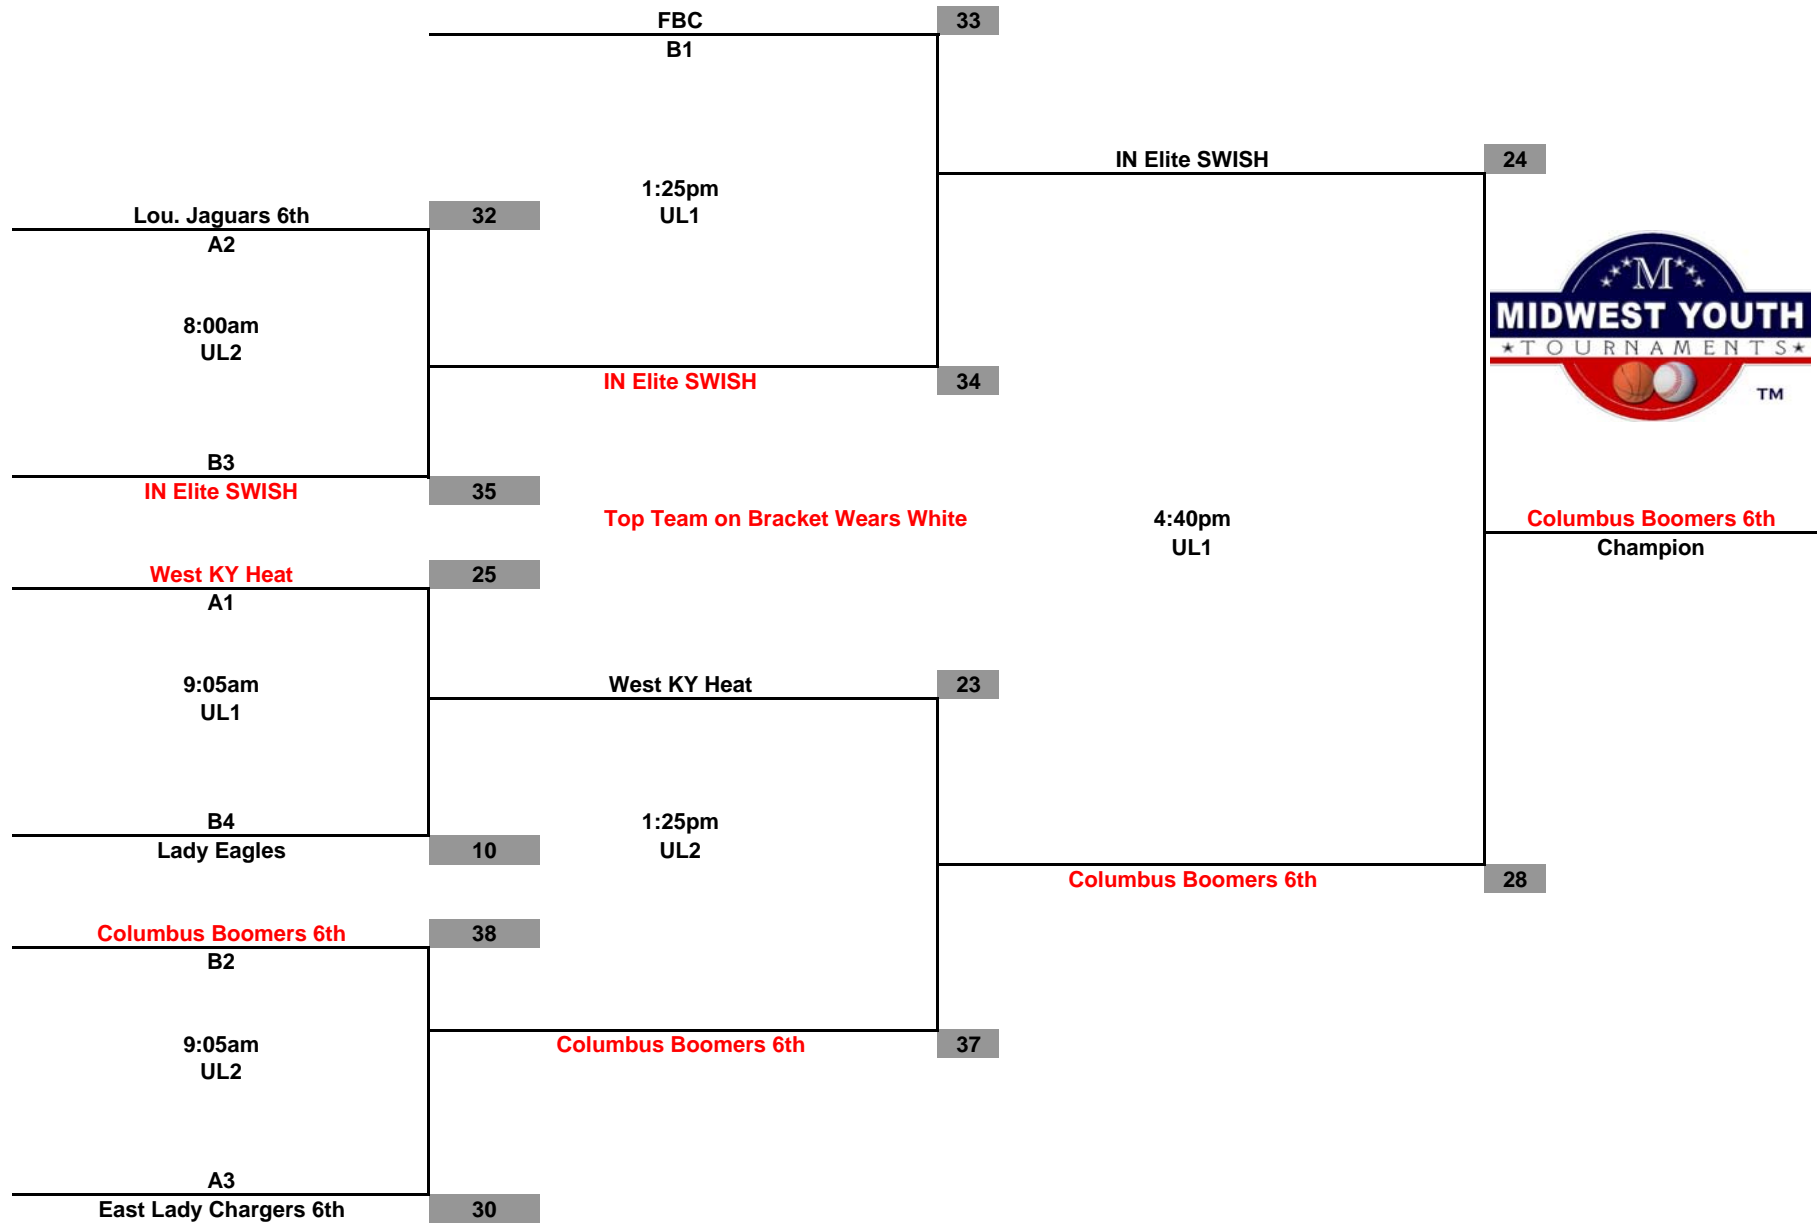 FBC 33
B1
IN Elite SWISH 24
1:25pm
UL1
Lou. Jaguars 6th 32
A2
M
MIDWEST YOUTH
TOURNAMENTS
TM
8:00am
UL2
IN Elite SWISH 34
B3
IN Elite SWISH 35
Top Team on Bracket Wears White
4:40pm
UL1
Columbus Boomers 6th
Champion
West KY Heat 25
A1
9:05am
UL1
West KY Heat 23
B4
Lady Eagles 10
1:25pm
UL2
Columbus Boomers 6th 28
Columbus Boomers 6th 38
B2
9:05am
UL2
Columbus Boomers 6th 37
A3
East Lady Chargers 6th 30